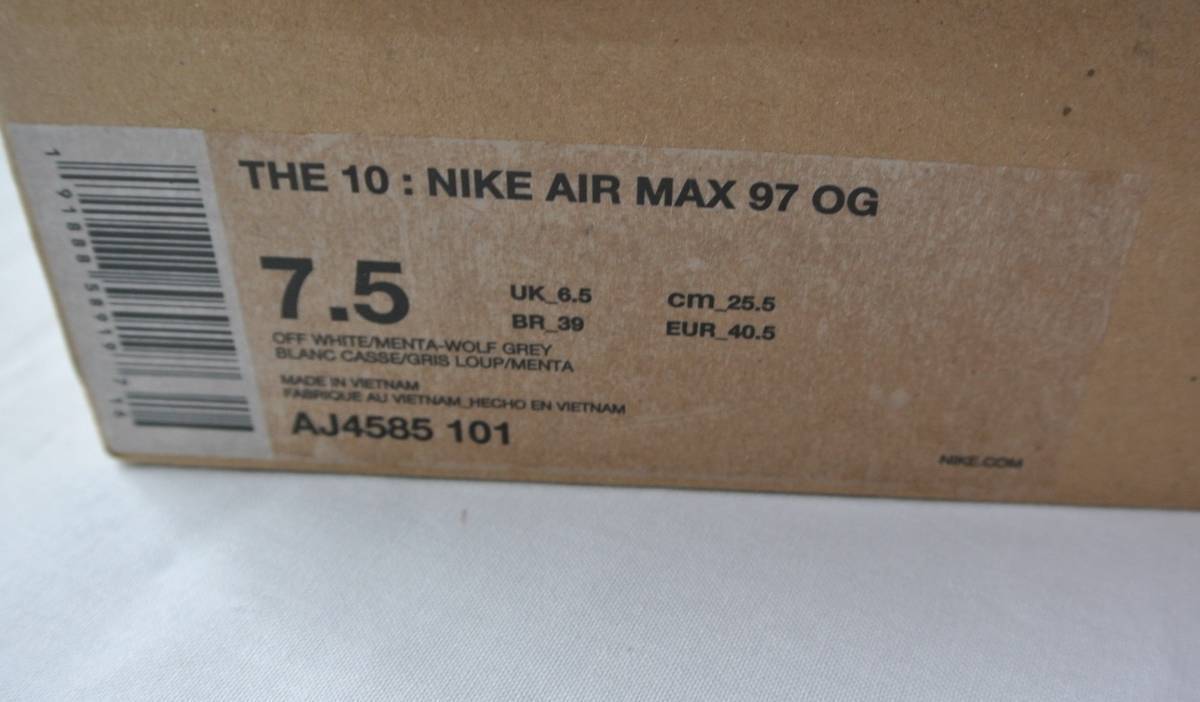 THE 10 : NIKE AIR MAX 97 OG
7.5
UK_6.5
cm_25.5
BR_39
EUR_40.5
OFF WHITE/MENTA-WOLF GREY
BLANC CASSE/GRIS LOUP/MENTA
MADE IN VIETNAM
FABRIQUE AU VIETNAM_HECHO EN VIETNAM
AJ4585 101
NIKE.COM